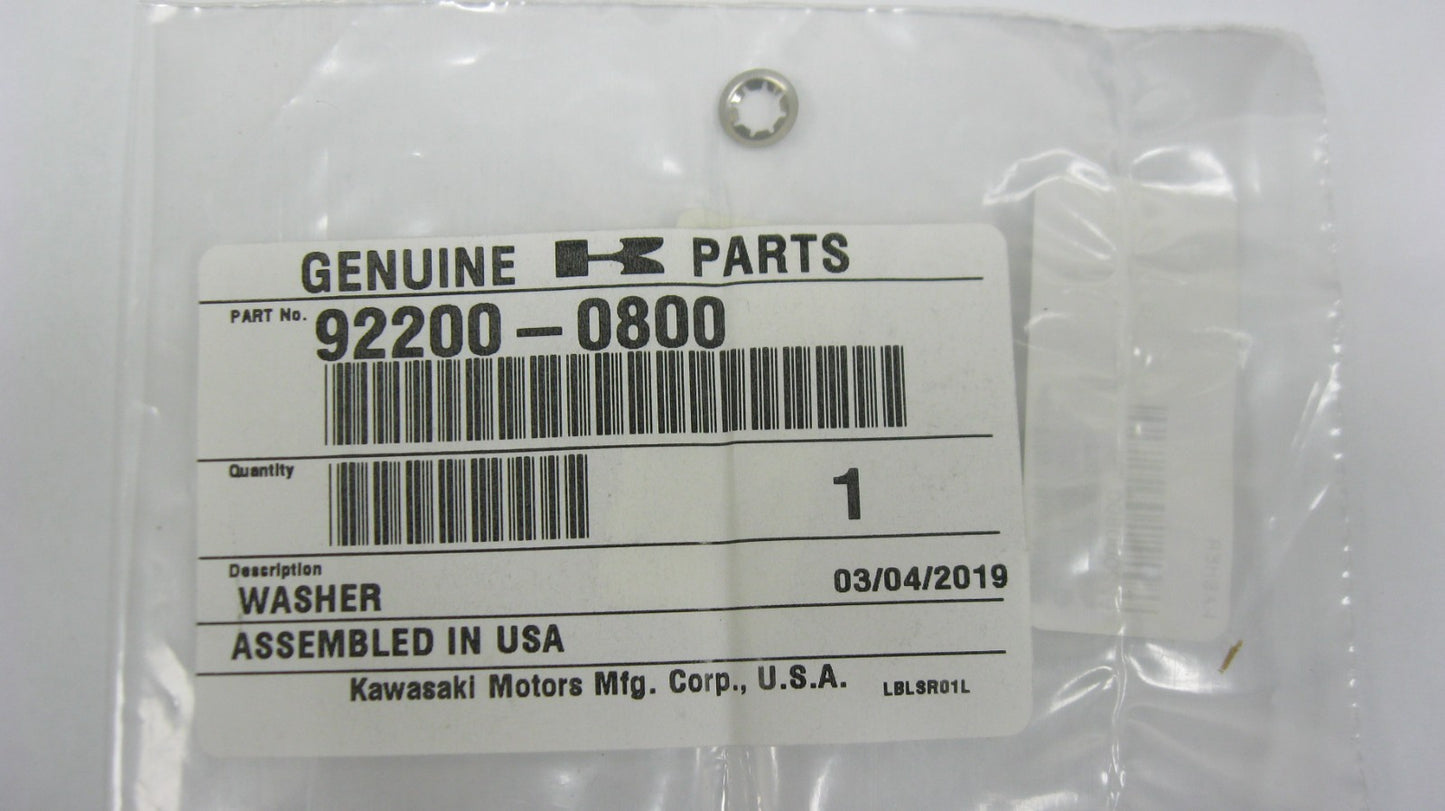 GENUINE K PARTS
PART No. 92200-0800
Quantity 1
Description
WASHER 03/04/2019
ASSEMBLED IN USA
Kawasaki Motors Mfg. Corp., U.S.A. LBLSR01L